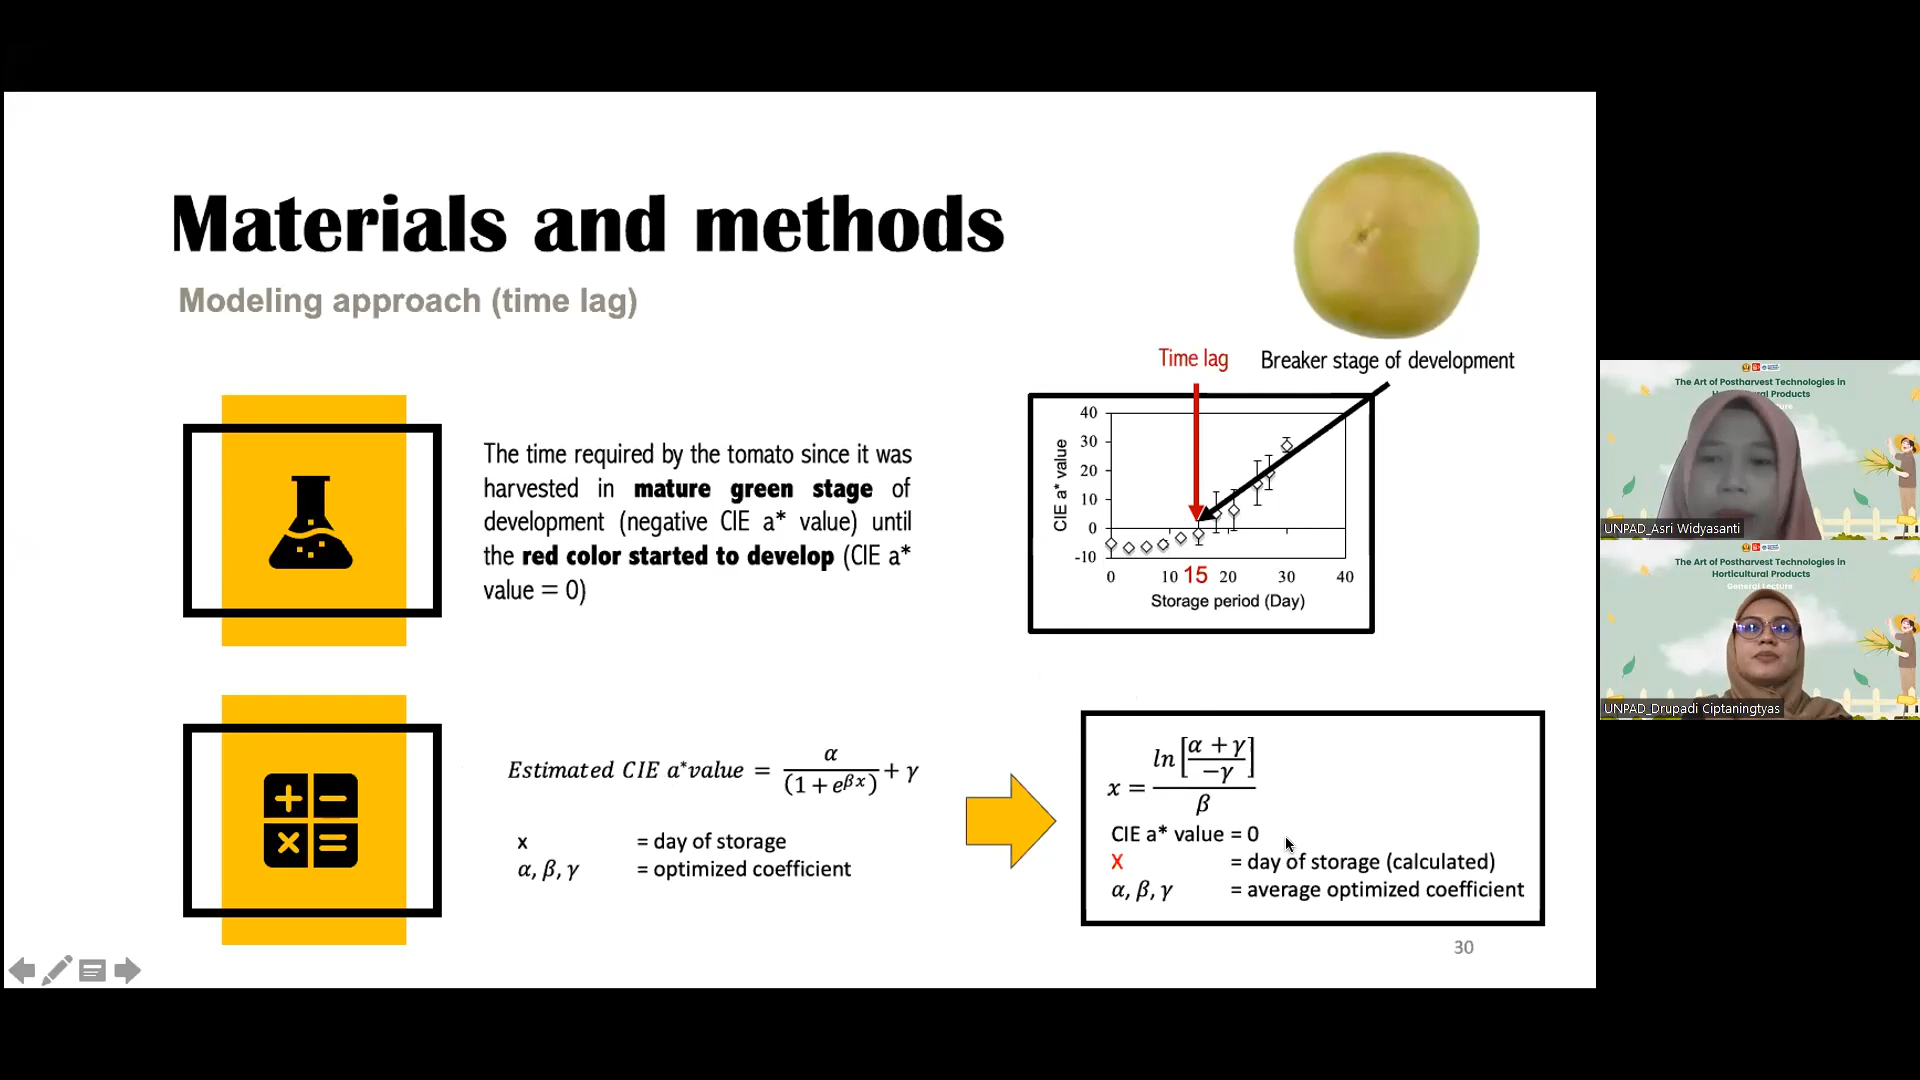 Materials and methods
Modeling approach (time lag)
Time lag
Breaker stage of development
The time required by the tomato since it was
harvested in mature green stage of
development (negative CIE a* value) until
the red color started to develop (CIE a*
value = 0)
CIE a* value
40
30
20
10
0
-10
0 10 15 20 30 40
Storage period (Day)
Estimated CIE a*value = α / (1 + e^βx) + γ
x = day of storage
α, β, γ = optimized coefficient
x = ln[α + γ / −γ] / β
CIE a* value = 0
X = day of storage (calculated)
α, β, γ = average optimized coefficient
30
The Art of Postharvest Technologies in
Horticultural Products
UNPAD_Asri Widyasanti
The Art of Postharvest Technologies in
Horticultural Products
General Lecture
UNPAD_Drupadi Ciptaningtyas